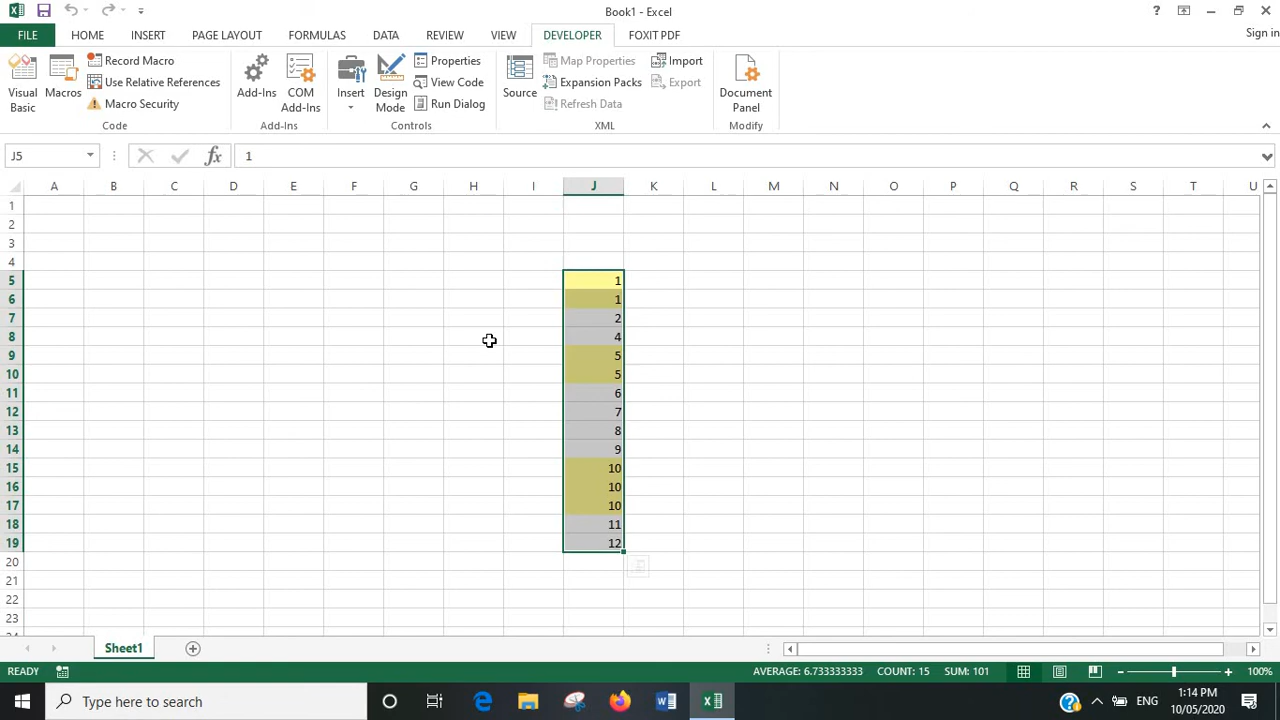 Book1 - Excel
?
FILE HOME INSERT PAGE LAYOUT FORMULAS DATA REVIEW VIEW DEVELOPER FOXIT PDF Sign in
Visual Basic
Macros
Record Macro
Use Relative References
Macro Security
Code
Add-Ins
COM Add-Ins
Add-Ins
Insert
Design Mode
Properties
View Code
Run Dialog
Controls
Source
Map Properties
Expansion Packs
Refresh Data
Import
Export
XML
Document Panel
Modify
J5 fx 1
A B C D E F G H I J K L M N O P Q R S T U
1
2
3
4
5 1
6 1
7 2
8 4
9 5
10 5
11 6
12 7
13 8
14 9
15 10
16 10
17 10
18 11
19 12
20
21
22
23
24
Sheet1
READY AVERAGE: 6.733333333 COUNT: 15 SUM: 101 100%
Type here to search ENG 1:14 PM
10/05/2020